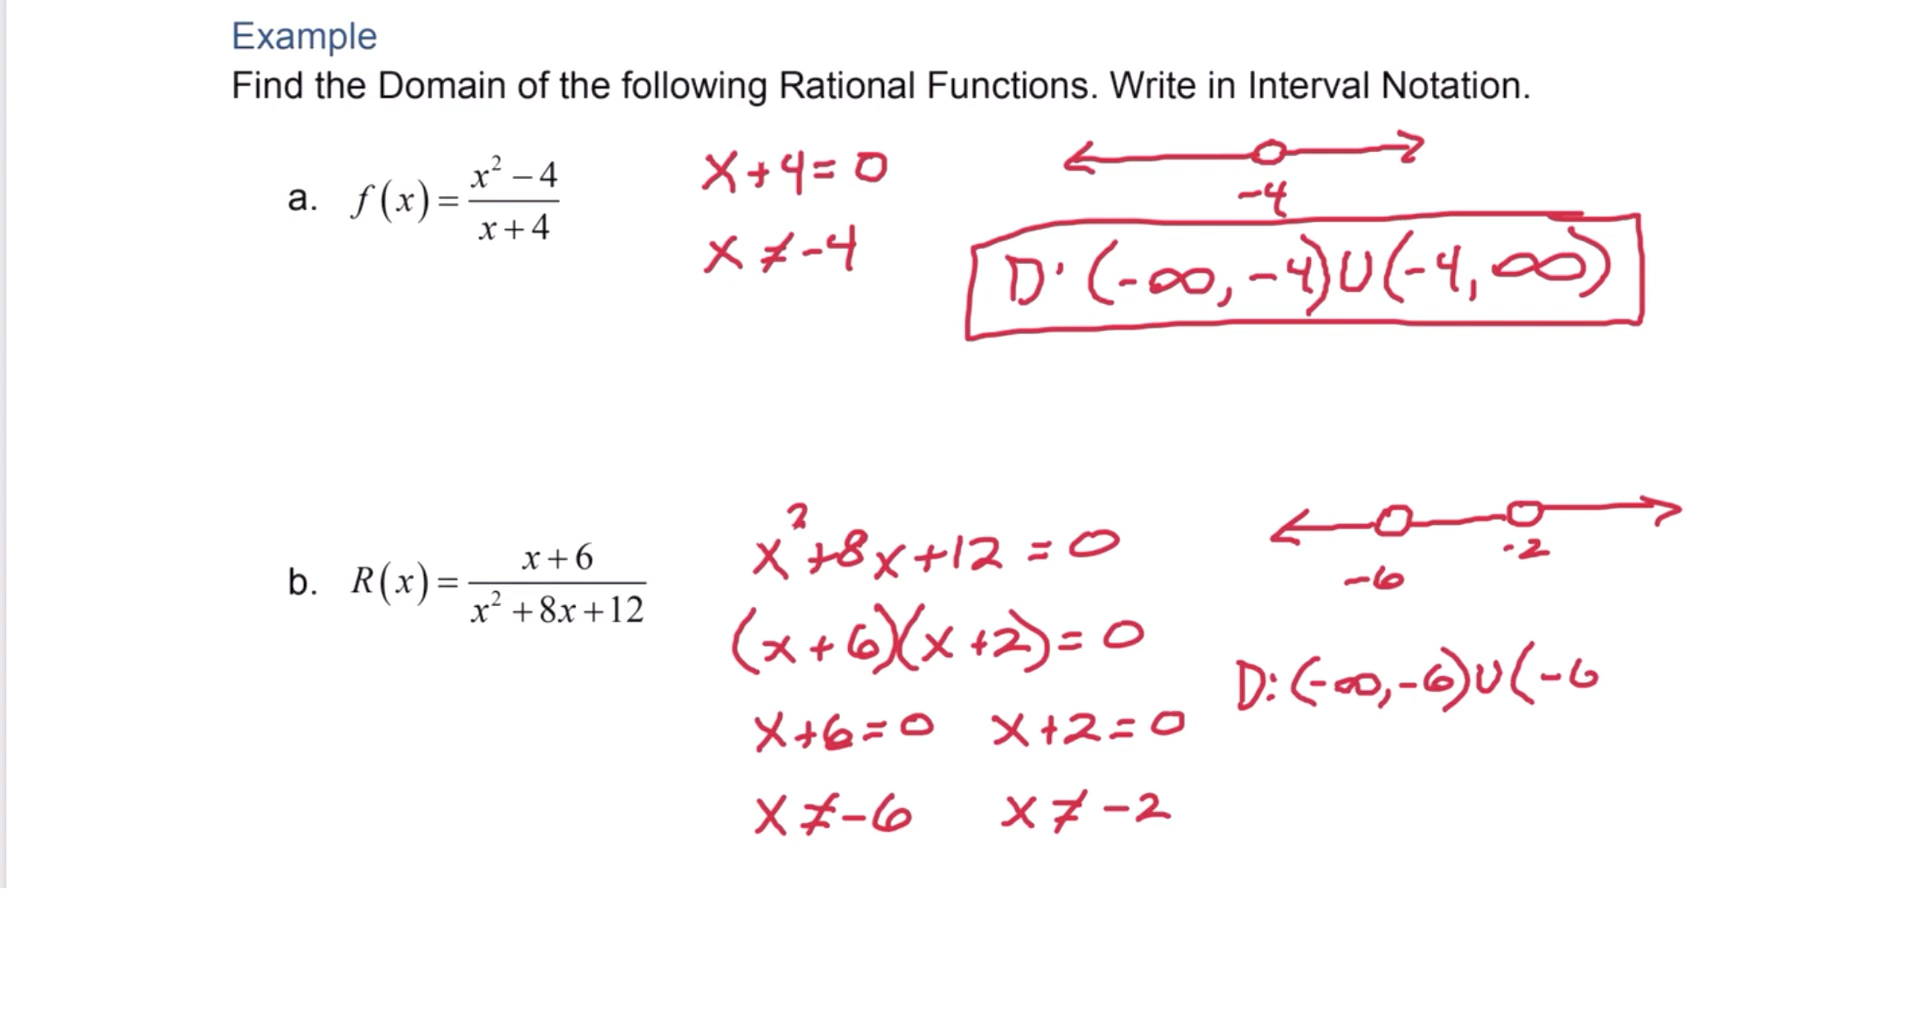 Example
Find the Domain of the following Rational Functions. Write in Interval Notation.
a. f(x) = (x² − 4)/(x + 4)
x + 4 = 0
x ≠ -4
-4
D: (-∞, -4) ∪ (-4, ∞)
b. R(x) = (x + 6)/(x² + 8x + 12)
x² + 8x + 12 = 0
(x + 6)(x + 2) = 0
x + 6 = 0 x + 2 = 0
x ≠ -6 x ≠ -2
-6 -2
D: (-∞, -6) ∪ (-6